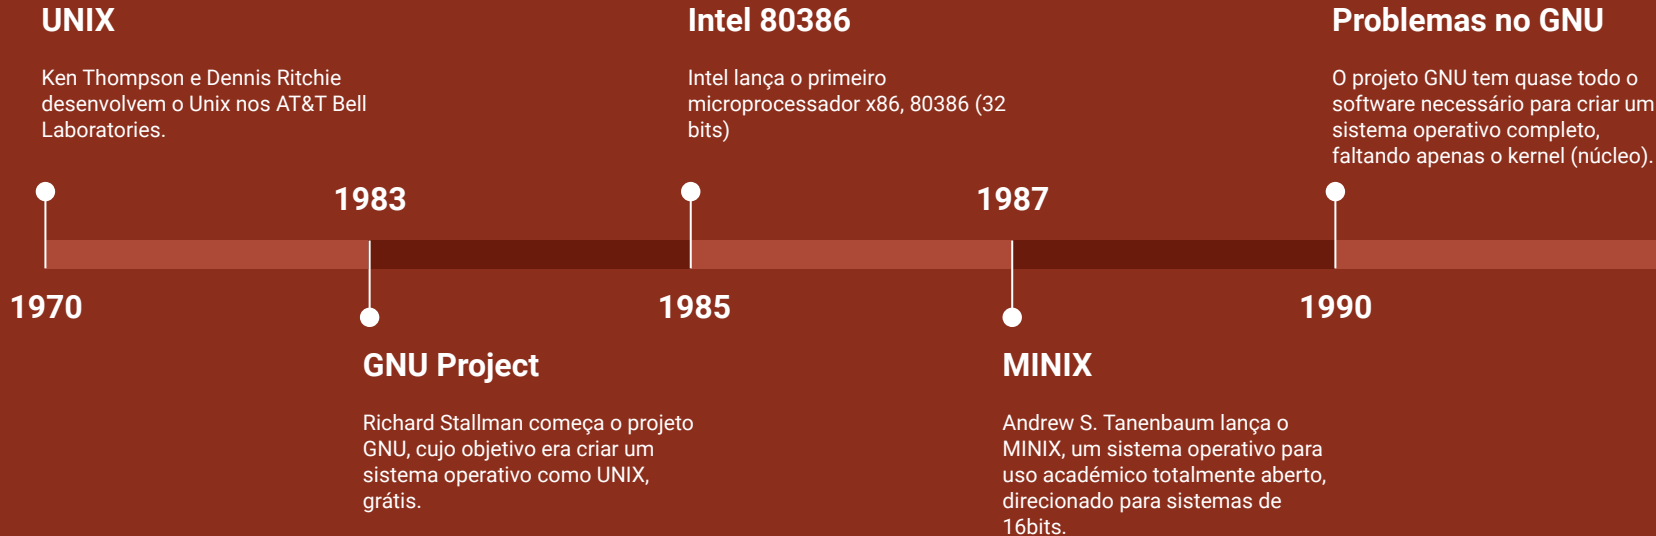 UNIX
Ken Thompson e Dennis Ritchie
desenvolvem o Unix nos AT&T Bell
Laboratories.
1970
1983
GNU Project
Richard Stallman começa o projeto
GNU, cujo objetivo era criar um
sistema operativo como UNIX,
grátis.
Intel 80386
Intel lança o primeiro
microprocessador x86, 80386 (32
bits)
1985
1987
MINIX
Andrew S. Tanenbaum lança o
MINIX, um sistema operativo para
uso académico totalmente aberto,
direcionado para sistemas de
16bits.
Problemas no GNU
O projeto GNU tem quase todo o
software necessário para criar um
sistema operativo completo,
faltando apenas o kernel (núcleo).
1990